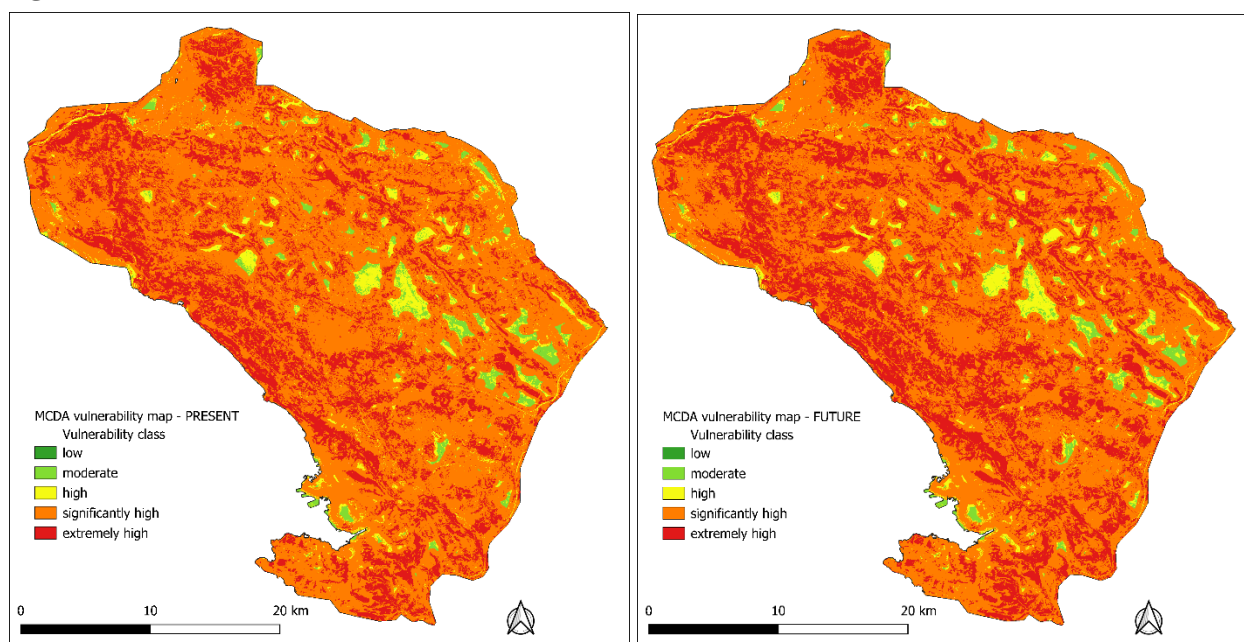 MCDA vulnerability map - PRESENT
Vulnerability class
low
moderate
high
significantly high
extremely high
0 10 20 km
MCDA vulnerability map - FUTURE
Vulnerability class
low
moderate
high
significantly high
extremely high
0 10 20 km